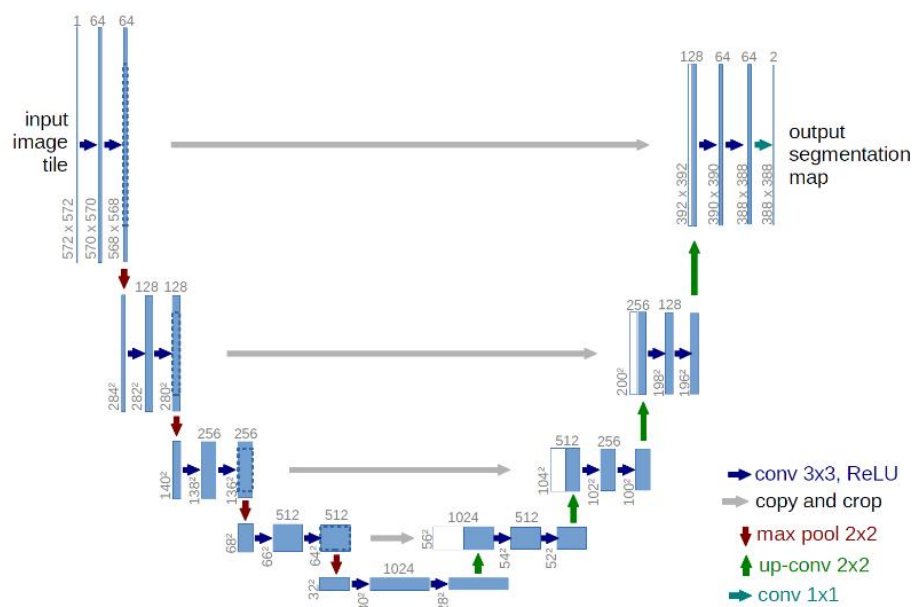 1 64 64
128 64 64 2
input
image
tile
output
segmentation
map
572 x 572
570 x 570
568 x 568
392 x 392
390 x 390
388 x 388
388 x 388
128 128
256 128
284²
282²
280²
200²
198²
196²
256 256
512 256
140²
138²
136²
104²
102²
100²
512 512
1024 512
68²
66²
64²
56²
54²
52²
1024
32²
conv 3x3, ReLU
copy and crop
max pool 2x2
up-conv 2x2
conv 1x1